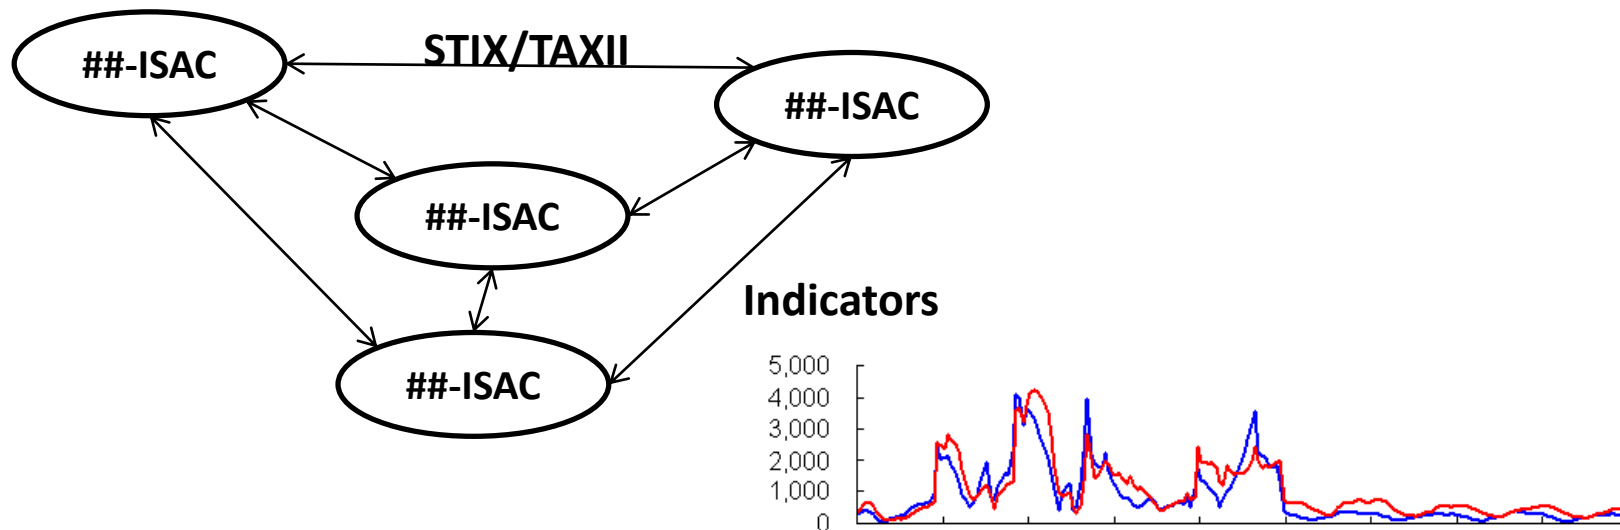 ##-ISAC
STIX/TAXII
##-ISAC
##-ISAC
##-ISAC
Indicators
5,000
4,000
3,000
2,000
1,000
0